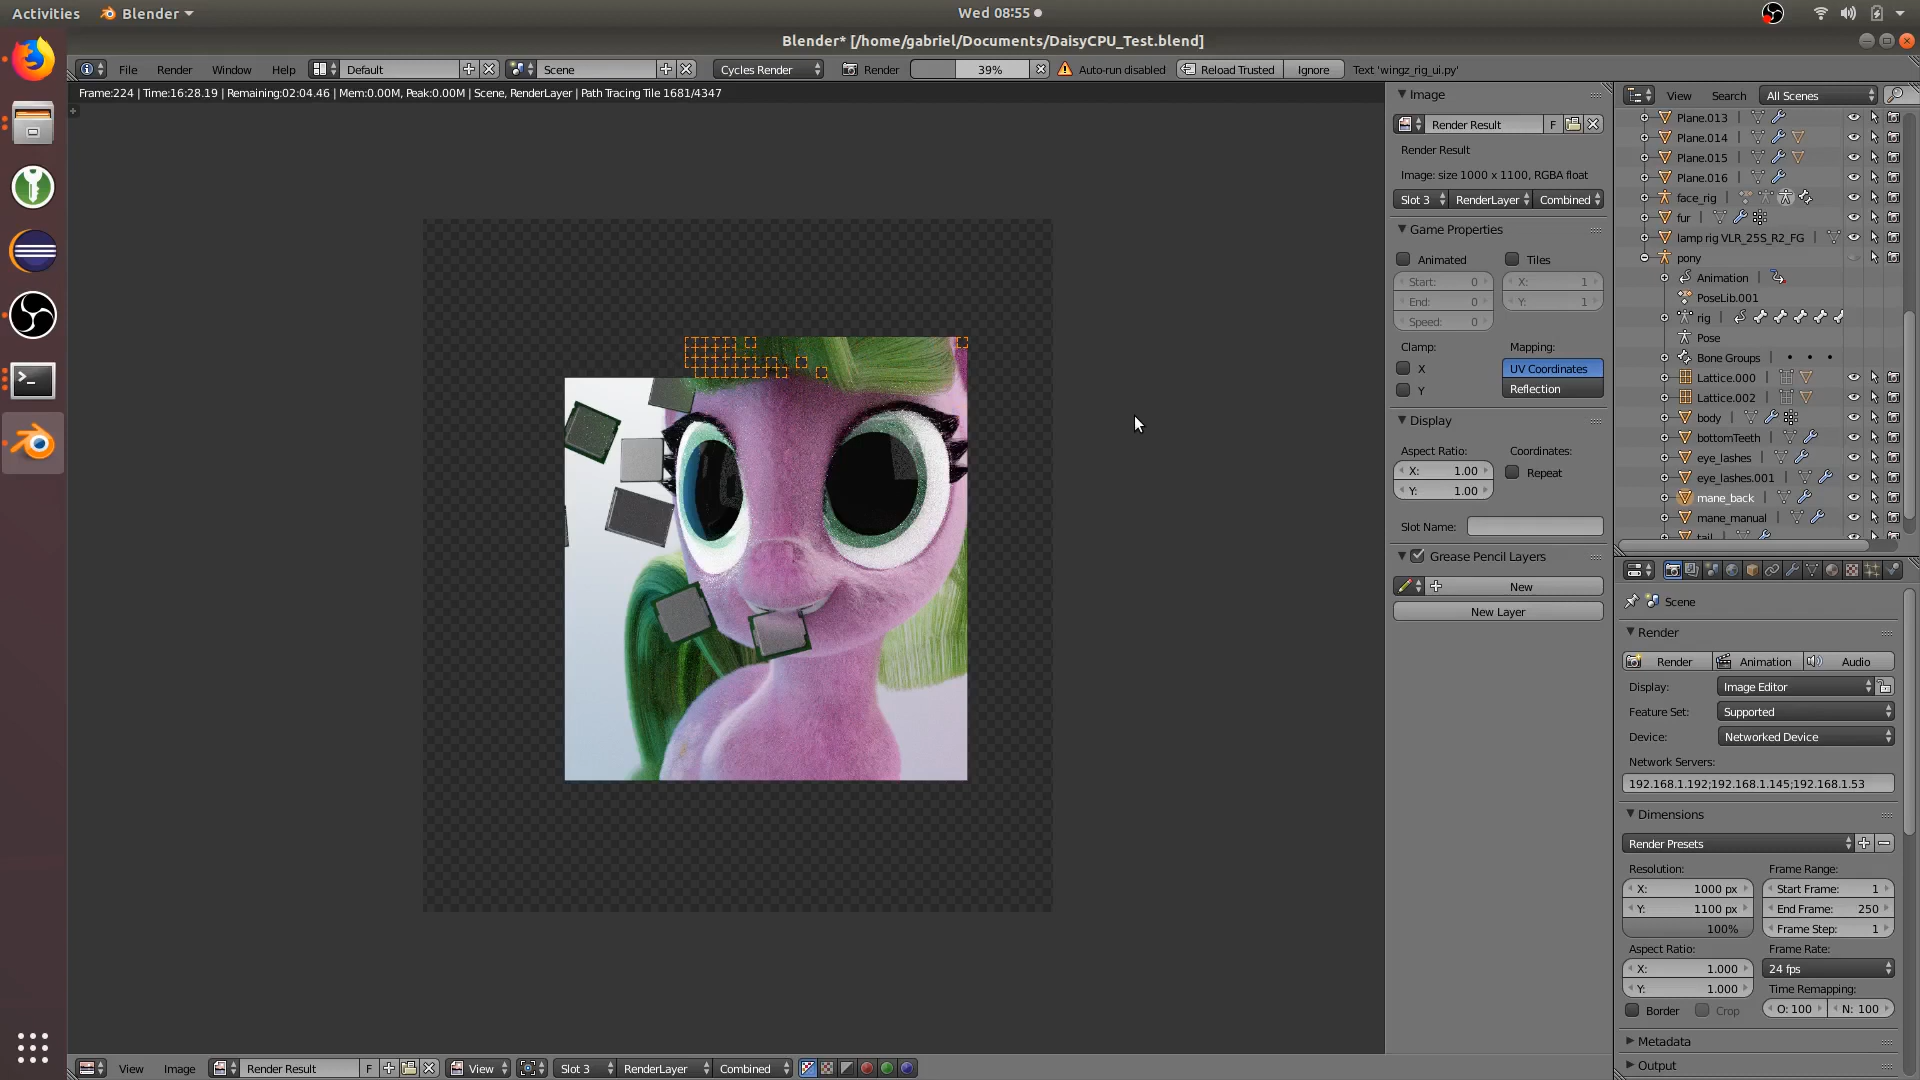 Activities Blender Wed 08:55
Blender* [/home/gabriel/Documents/DaisyCPU_Test.blend]
File Render Window Help Default Scene Cycles Render Render 39% Auto-run disabled Reload Trusted Ignore Text 'wingz_rig_ui.py'
Frame:224 | Time:16:28.19 | Remaining:02:04.46 | Mem:0.00M, Peak:0.00M | Scene, RenderLayer | Path Tracing Tile 1681/4347
Image
Render Result F
Render Result
Image: size 1000 x 1100, RGBA float
Slot 3 RenderLayer Combined
Game Properties
Animated Tiles
Start: 0 X: 1
End: 0 Y: 1
Speed: 0
Clamp: Mapping:
X UV Coordinates
Y Reflection
Display
Aspect Ratio: Coordinates:
X: 1.00 Repeat
Y: 1.00
Slot Name:
Grease Pencil Layers
New
New Layer
View Search All Scenes
Plane.013
Plane.014
Plane.015
Plane.016
face_rig
fur
lamp rig VLR_25S_R2_FG
pony
Animation
PoseLib.001
rig
Pose
Bone Groups
Lattice.000
Lattice.002
body
bottomTeeth
eye_lashes
eye_lashes.001
mane_back
mane_manual
tail
Scene
Render
Render Animation Audio
Display: Image Editor
Feature Set: Supported
Device: Networked Device
Network Servers:
192.168.1.192;192.168.1.145;192.168.1.53
Dimensions
Render Presets
Resolution: Frame Range:
X: 1000 px Start Frame: 1
Y: 1100 px End Frame: 250
100% Frame Step: 1
Aspect Ratio: Frame Rate:
X: 1.000 24 fps
Y: 1.000 Time Remapping:
Border Crop O: 100 N: 100
Metadata
Output
View Image Render Result F View Slot 3 RenderLayer Combined